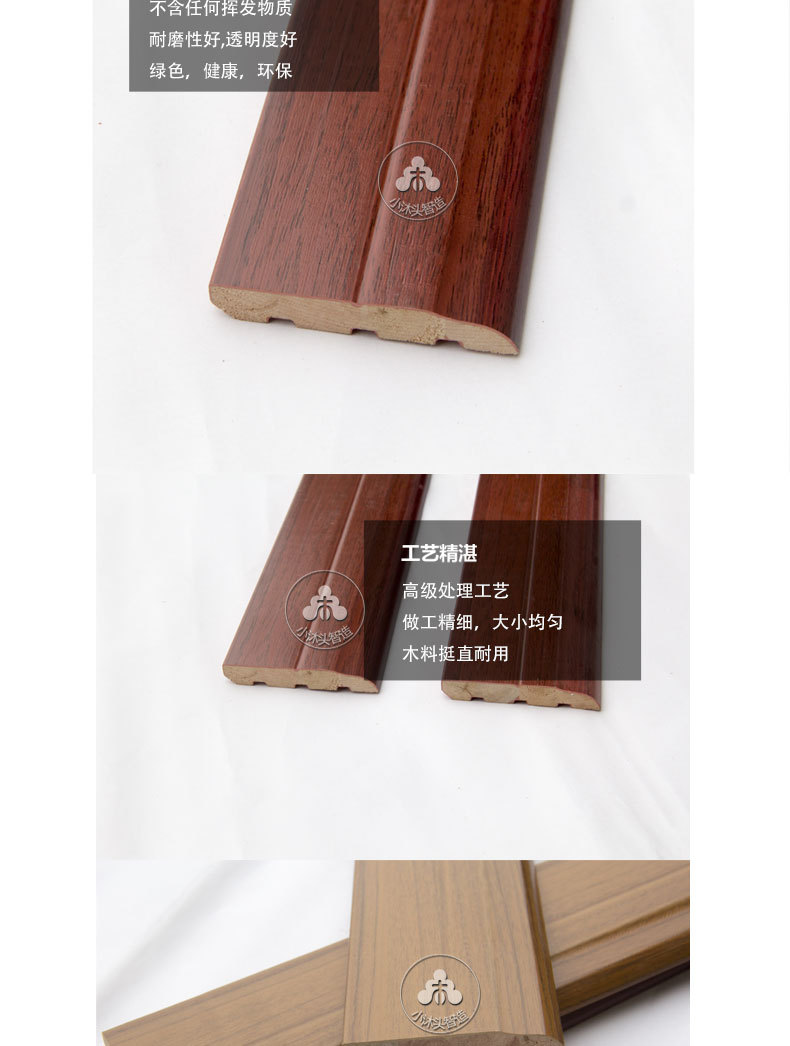 不含任何挥发物质
耐磨性好,透明度好
绿色，健康，环保
小沐头智造
工艺精湛
高级处理工艺
做工精细，大小均匀
木料挺直耐用
小沐头智造
小沐头智造